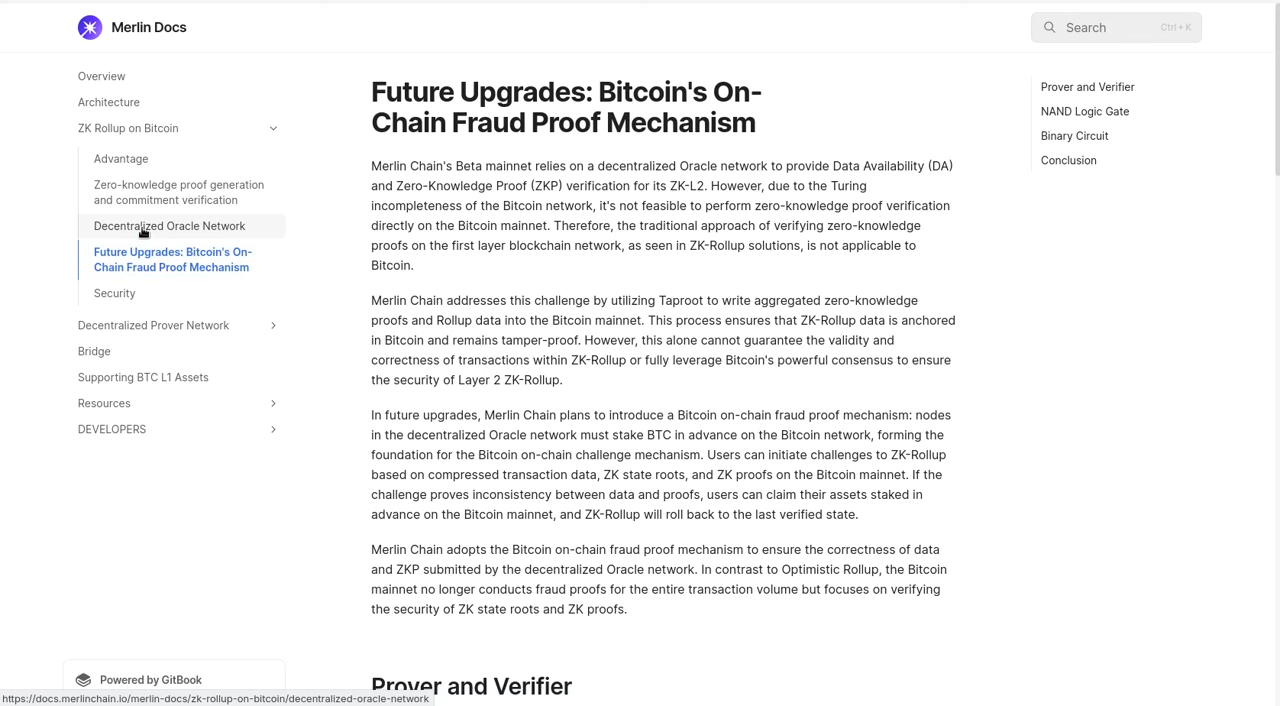 Merlin Docs
Search
Ctrl + K
Overview
Architecture
ZK Rollup on Bitcoin
Advantage
Zero-knowledge proof generation
and commitment verification
Decentralized Oracle Network
Future Upgrades: Bitcoin's On-
Chain Fraud Proof Mechanism
Security
Decentralized Prover Network
Bridge
Supporting BTC L1 Assets
Resources
DEVELOPERS
Powered by GitBook
Future Upgrades: Bitcoin's On-
Chain Fraud Proof Mechanism
Merlin Chain's Beta mainnet relies on a decentralized Oracle network to provide Data Availability (DA)
and Zero-Knowledge Proof (ZKP) verification for its ZK-L2. However, due to the Turing
incompleteness of the Bitcoin network, it's not feasible to perform zero-knowledge proof verification
directly on the Bitcoin mainnet. Therefore, the traditional approach of verifying zero-knowledge
proofs on the first layer blockchain network, as seen in ZK-Rollup solutions, is not applicable to
Bitcoin.
Merlin Chain addresses this challenge by utilizing Taproot to write aggregated zero-knowledge
proofs and Rollup data into the Bitcoin mainnet. This process ensures that ZK-Rollup data is anchored
in Bitcoin and remains tamper-proof. However, this alone cannot guarantee the validity and
correctness of transactions within ZK-Rollup or fully leverage Bitcoin's powerful consensus to ensure
the security of Layer 2 ZK-Rollup.
In future upgrades, Merlin Chain plans to introduce a Bitcoin on-chain fraud proof mechanism: nodes
in the decentralized Oracle network must stake BTC in advance on the Bitcoin network, forming the
foundation for the Bitcoin on-chain challenge mechanism. Users can initiate challenges to ZK-Rollup
based on compressed transaction data, ZK state roots, and ZK proofs on the Bitcoin mainnet. If the
challenge proves inconsistency between data and proofs, users can claim their assets staked in
advance on the Bitcoin mainnet, and ZK-Rollup will roll back to the last verified state.
Merlin Chain adopts the Bitcoin on-chain fraud proof mechanism to ensure the correctness of data
and ZKP submitted by the decentralized Oracle network. In contrast to Optimistic Rollup, the Bitcoin
mainnet no longer conducts fraud proofs for the entire transaction volume but focuses on verifying
the security of ZK state roots and ZK proofs.
Prover and Verifier
Prover and Verifier
NAND Logic Gate
Binary Circuit
Conclusion
https://docs.merlinchain.io/merlin-docs/zk-rollup-on-bitcoin/decentralized-oracle-network